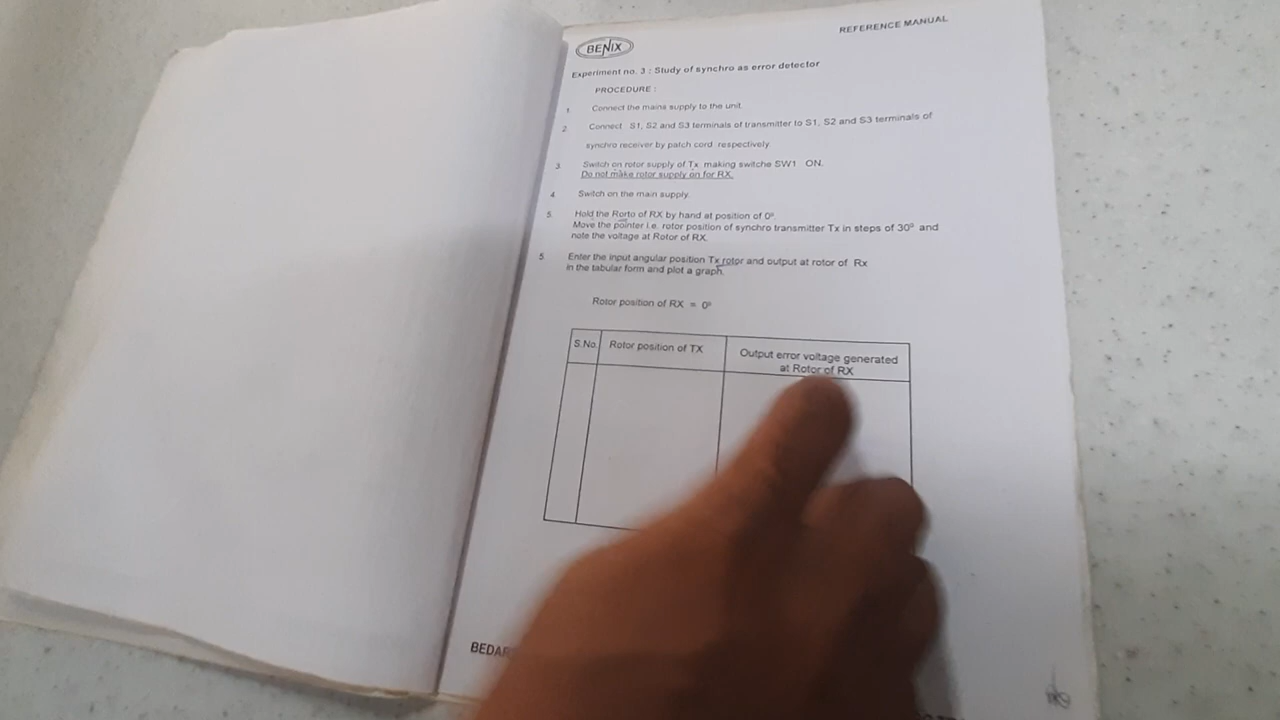 REFERENCE MANUAL
BENIX
Experiment no. 3 : Study of synchro as error detector
PROCEDURE :
1. Connect the mains supply to the unit.
2. Connect S1, S2 and S3 terminals of transmitter to S1, S2 and S3 terminals of
synchro receiver by patch cord respectively
3. Switch on rotor supply of Tx making switche SW1 ON.
Do not make rotor supply on for RX.
4. Switch on the main supply.
5. Hold the Rorto of RX by hand at position of 0⁰.
Move the pointer i.e. rotor position of synchro transmitter Tx in steps of 30⁰ and
note the voltage at Rotor of RX.
5. Enter the input angular position Tx rotor and output at rotor of Rx
in the tabular form and plot a graph.
Rotor position of RX = 0⁰
S.No. Rotor position of TX Output error voltage generated
at Rotor of RX
BEDAR